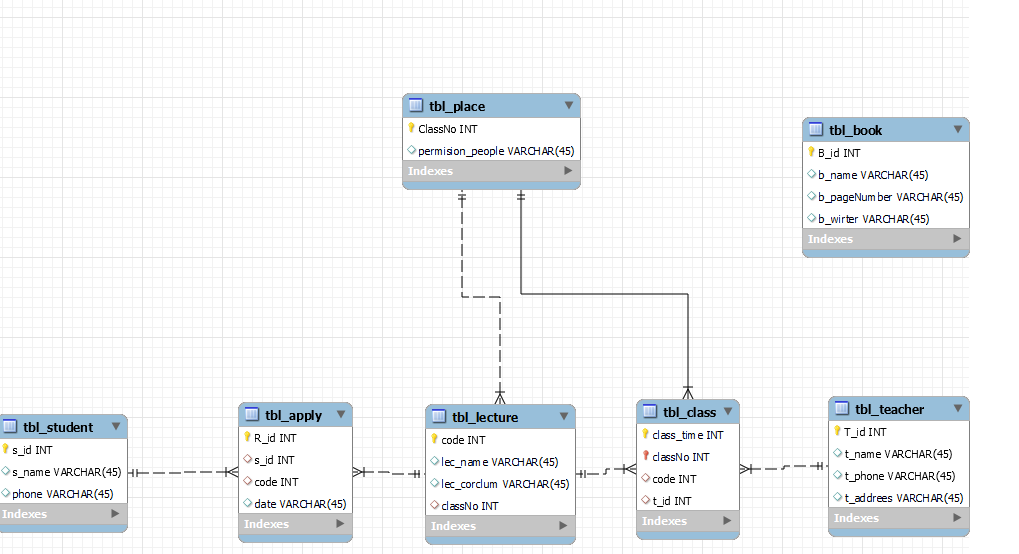 tbl_place
ClassNo INT
permision_people VARCHAR(45)
Indexes
tbl_book
B_id INT
b_name VARCHAR(45)
b_pageNumber VARCHAR(45)
b_wirter VARCHAR(45)
Indexes
tbl_student
s_id INT
s_name VARCHAR(45)
phone VARCHAR(45)
Indexes
tbl_apply
R_id INT
s_id INT
code INT
date VARCHAR(45)
Indexes
tbl_lecture
code INT
lec_name VARCHAR(45)
lec_corclum VARCHAR(45)
classNo INT
Indexes
tbl_class
class_time INT
classNo INT
code INT
t_id INT
Indexes
tbl_teacher
T_id INT
t_name VARCHAR(45)
t_phone VARCHAR(45)
t_addrees VARCHAR(45)
Indexes